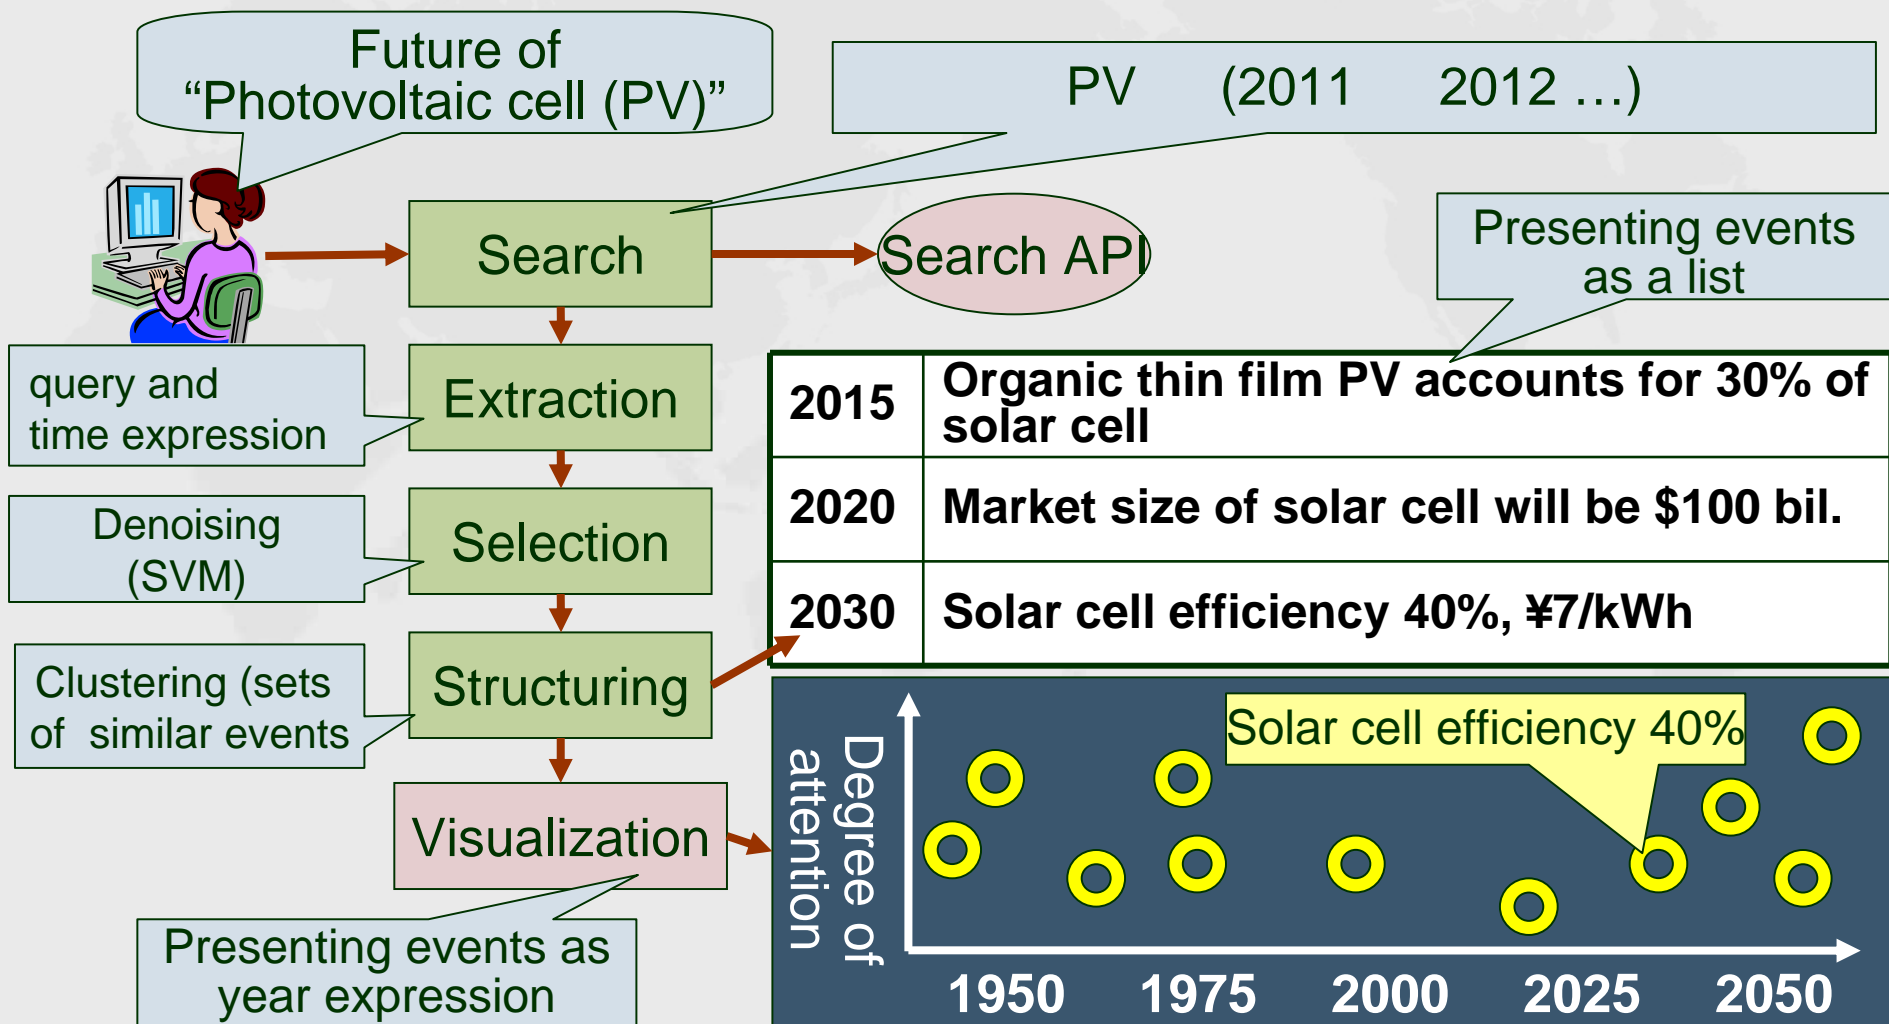 Future of
“Photovoltaic cell (PV)”
PV (2011 2012 …)
Search
Search API
Presenting events
as a list
query and
time expression
Extraction
2015 Organic thin film PV accounts for 30% of
solar cell
Denoising
(SVM)
Selection
2020 Market size of solar cell will be $100 bil.
2030 Solar cell efficiency 40%, ¥7/kWh
Clustering (sets
of similar events
Structuring
Visualization
Presenting events as
year expression
Degree of
attention
Solar cell efficiency 40%
1950 1975 2000 2025 2050